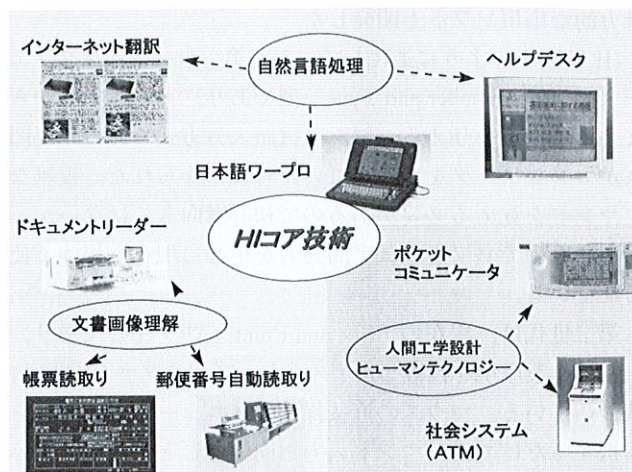 インターネット翻訳
自然言語処理
ヘルプデスク
日本語ワープロ
HIコア技術
ドキュメントリーダー
ポケット
コミュニケータ
文書画像理解
人間工学設計
ヒューマンテクノロジー
帳票読取り
郵便番号自動読取り
社会システム
(ATM)